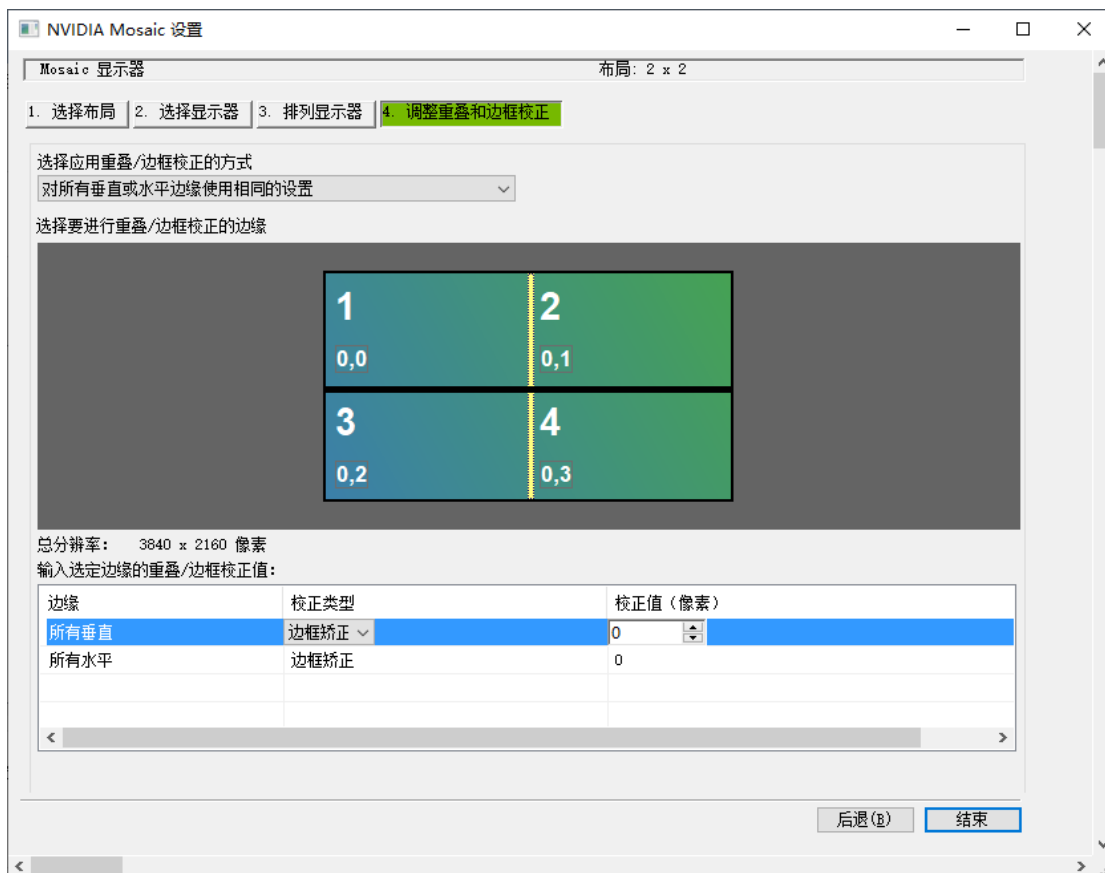 NVIDIA Mosaic 设置
Mosaic 显示器 布局: 2 x 2
1. 选择布局 2. 选择显示器 3. 排列显示器 4. 调整重叠和边框校正
选择应用重叠/边框校正的方式
对所有垂直或水平边缘使用相同的设置
选择要进行重叠/边框校正的边缘
1 2
0,0 0,1
3 4
0,2 0,3
总分辨率: 3840 x 2160 像素
输入选定边缘的重叠/边框校正值:
边缘 校正类型 校正值（像素）
所有垂直 边框矫正 0
所有水平 边框矫正 0
后退(B) 结束